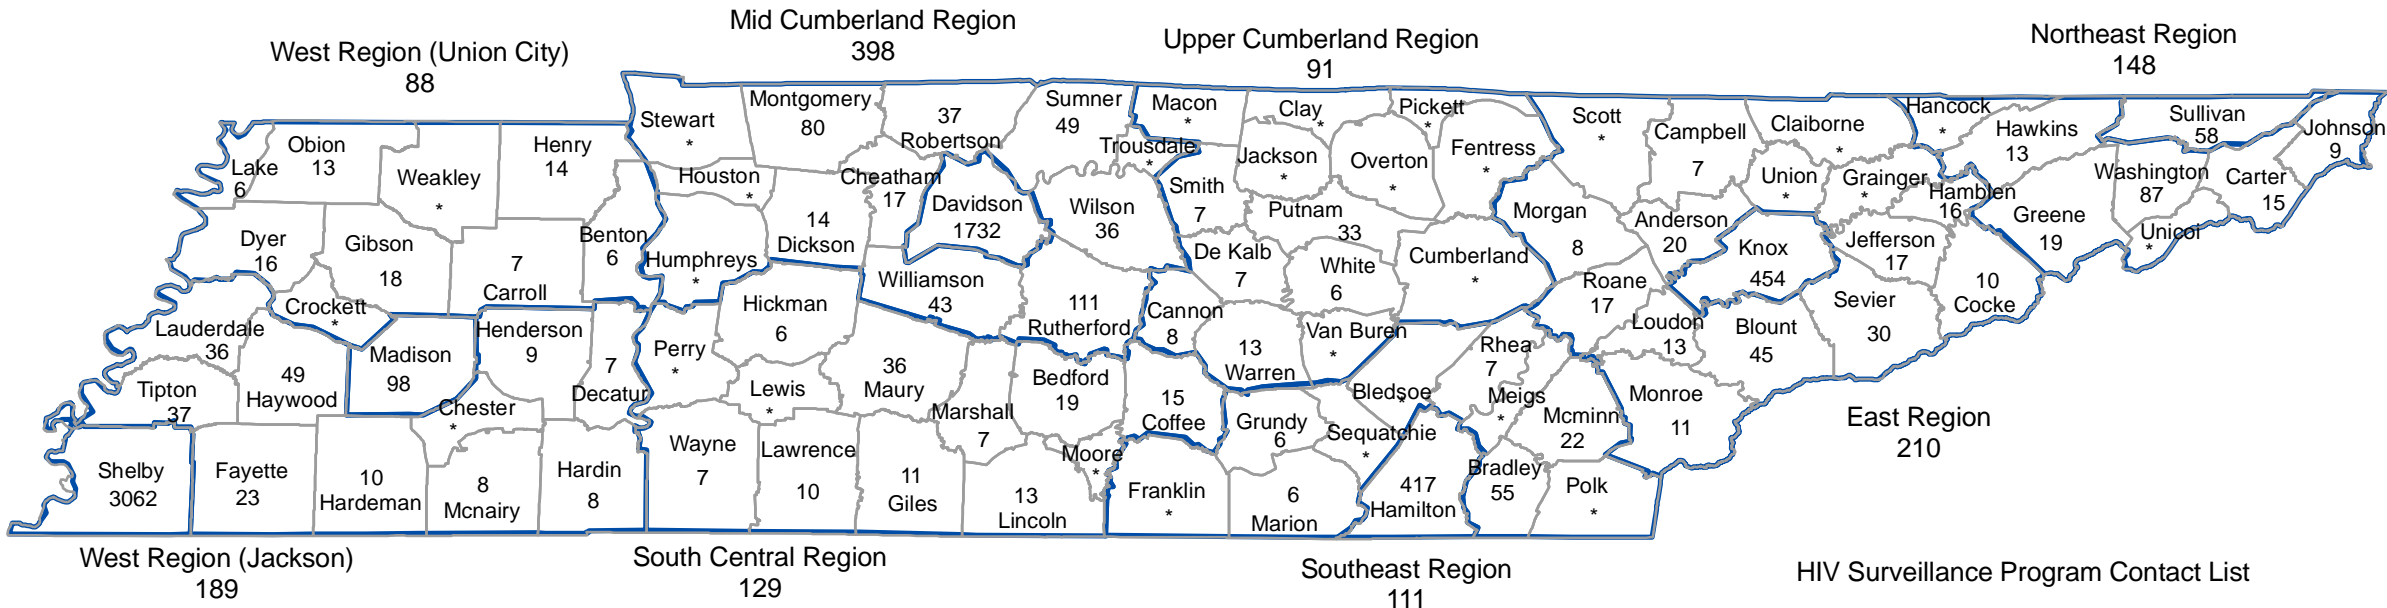 Mid Cumberland Region
398
West Region (Union City)
88
Upper Cumberland Region
91
Northeast Region
148
Stewart
*
Montgomery
80
37
Robertson
Sumner
49
Macon
*
Trousdale
*
Clay
*
Pickett
*
Scott
*
Campbell
7
Claiborne
*
Hancock
*
Hawkins
13
Sullivan
58
Johnson
9
Lake
6
Obion
13
Weakley
*
Henry
14
Houston
*
Cheatham
17
Jackson
*
Overton
*
Fentress
*
Union
*
Grainger
*
Hamblen
16
Washington
87
Carter
15
Unicoi
*
Greene
19
Dyer
16
Gibson
18
7
Carroll
Benton
6
Humphreys
*
14
Dickson
Davidson
1732
Wilson
36
Smith
7
Putnam
33
De Kalb
7
White
6
Cumberland
*
Morgan
8
Anderson
20
Knox
454
Jefferson
17
10
Cocke
Sevier
30
Lauderdale
36
Crockett
*
Madison
98
Henderson
9
7
Decatur
Perry
*
Hickman
6
Williamson
43
111
Rutherford
Cannon
8
13
Warren
Van Buren
*
Rhea
7
Roane
17
Loudon
13
Blount
45
Tipton
37
49
Haywood
Chester
*
Lewis
*
36
Maury
Marshall
7
Bedford
19
15
Coffee
Grundy
6
Bledsoe
*
Sequatchie
*
Meigs
*
Mcminn
22
Monroe
11
East Region
210
Shelby
3062
Fayette
23
10
Hardeman
8
Mcnairy
Hardin
8
Wayne
7
Lawrence
10
11
Giles
13
Lincoln
Moore
*
Franklin
*
6
Marion
417
Hamilton
Bradley
55
Polk
*
West Region (Jackson)
189
South Central Region
129
Southeast Region
111
HIV Surveillance Program Contact List